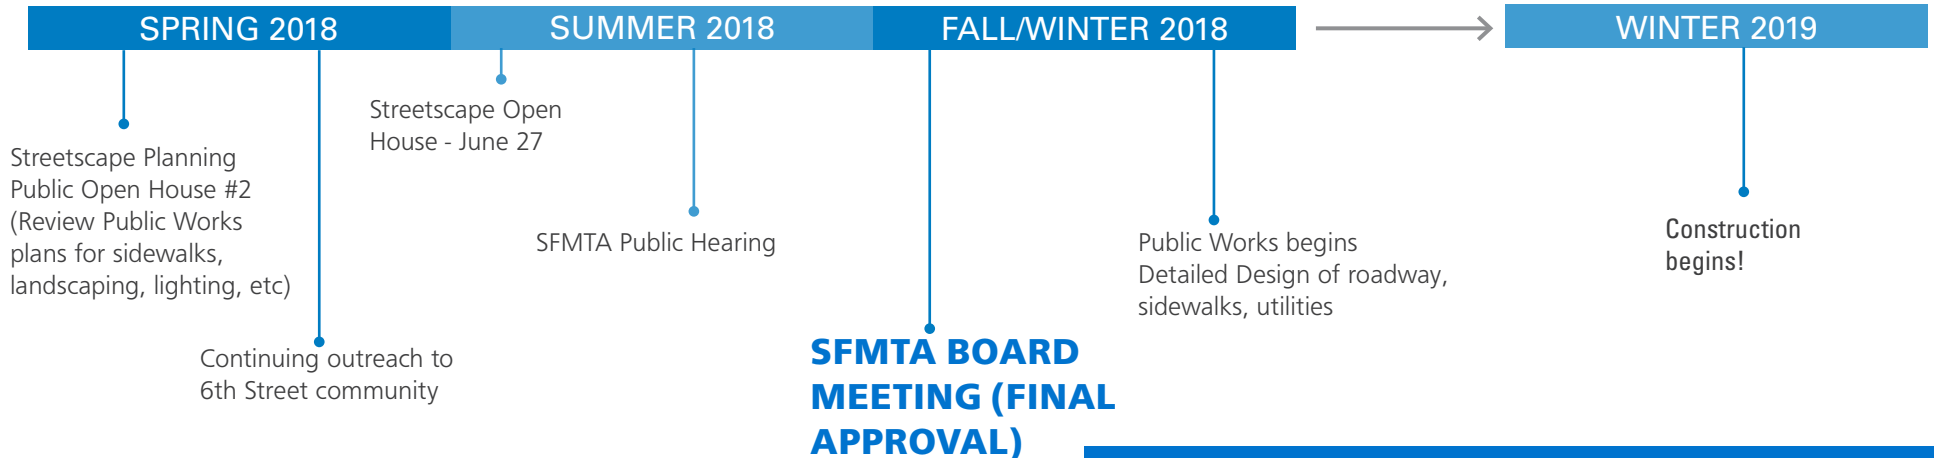 SPRING 2018
SUMMER 2018
FALL/WINTER 2018
WINTER 2019
Streetscape Planning
Public Open House #2
(Review Public Works
plans for sidewalks,
landscaping, lighting, etc)
Continuing outreach to
6th Street community
Streetscape Open
House - June 27
SFMTA Public Hearing
SFMTA BOARD
MEETING (FINAL
APPROVAL)
Public Works begins
Detailed Design of roadway,
sidewalks, utilities
Construction
begins!